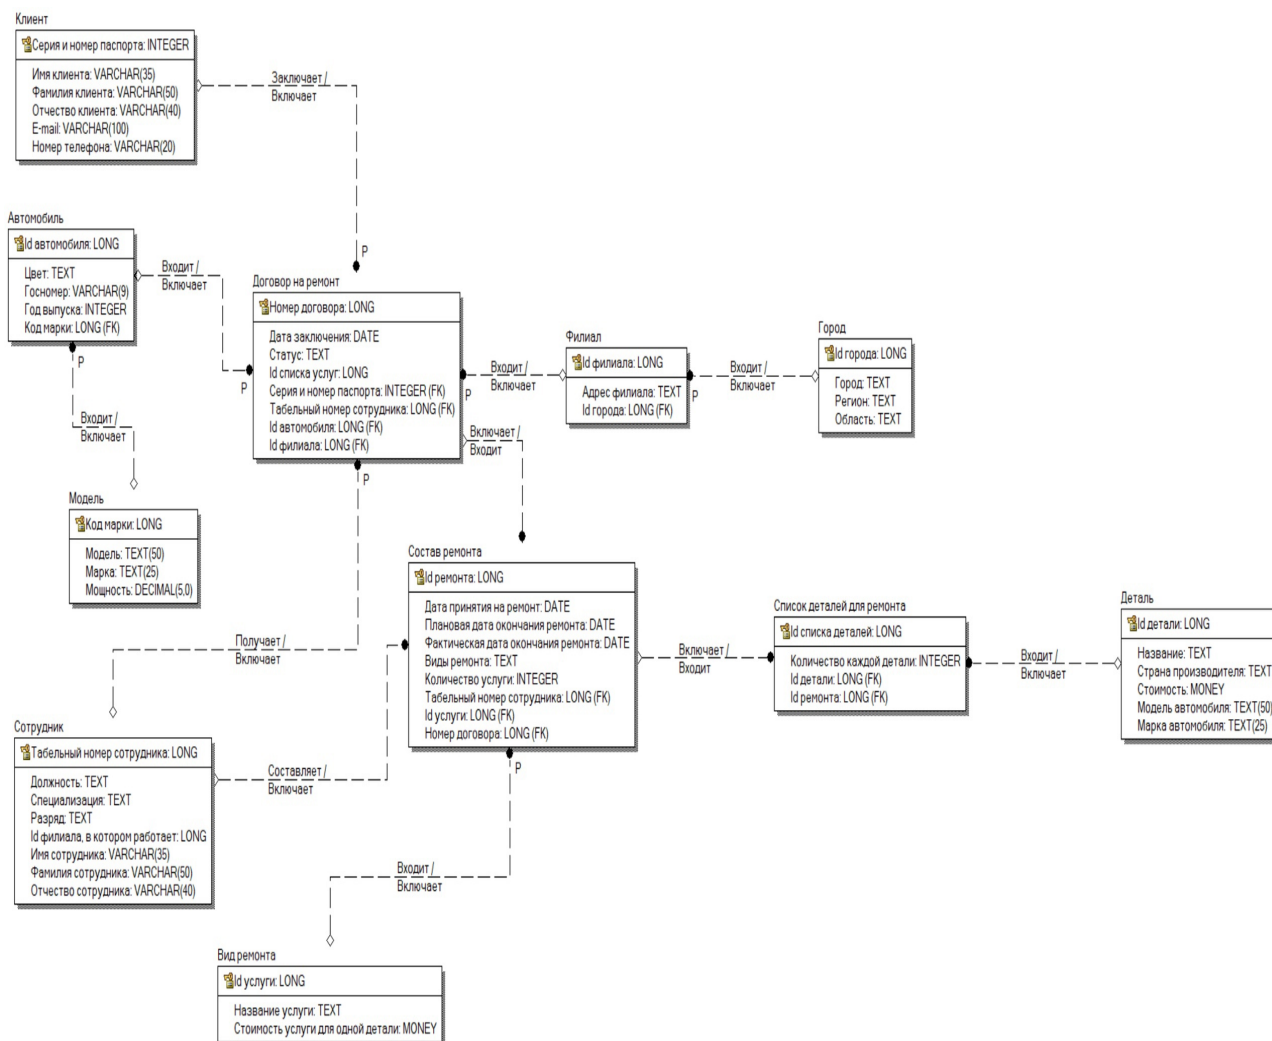 Клиент
Серия и номер паспорта: INTEGER
Имя клиента: VARCHAR(35)
Фамилия клиента: VARCHAR(50)
Отчество клиента: VARCHAR(40)
E-mail: VARCHAR(100)
Номер телефона: VARCHAR(20)
Заключает /
Включает
P
Автомобиль
Id автомобиля: LONG
Цвет: TEXT
Госномер: VARCHAR(9)
Год выпуска: INTEGER
Код марки: LONG (FK)
P
Входит /
Включает
P
Договор на ремонт
Номер договора: LONG
Дата заключения: DATE
Статус: TEXT
Id списка услуг: LONG
Серия и номер паспорта: INTEGER (FK)
Табельный номер сотрудника: LONG (FK)
Id автомобиля: LONG (FK)
Id филиала: LONG (FK)
P
Входит /
Включает
P
Филиал
Id филиала: LONG
Адрес филиала: TEXT
Id города: LONG (FK)
Входит /
Включает
P
Город
Id города: LONG
Город: TEXT
Регион: TEXT
Область: TEXT
Входит /
Включает
Модель
Код марки: LONG
Модель: TEXT(50)
Марка: TEXT(25)
Мощность: DECIMAL(5,0)
Включает /
Входит
Состав ремонта
Id ремонта: LONG
Дата принятия на ремонт: DATE
Плановая дата окончания ремонта: DATE
Фактическая дата окончания ремонта: DATE
Виды ремонта: TEXT
Количество услуги: INTEGER
Табельный номер сотрудника: LONG (FK)
Id услуги: LONG (FK)
Номер договора: LONG (FK)
P
Включает /
Входит
Список деталей для ремонта
Id списка деталей: LONG
Количество каждой детали: INTEGER
Id детали: LONG (FK)
Id ремонта: LONG (FK)
Входит /
Включает
Деталь
Id детали: LONG
Название: TEXT
Страна производителя: TEXT
Стоимость: MONEY
Модель автомобиля: TEXT(50)
Марка автомобиля: TEXT(25)
Получает /
Включает
Сотрудник
Табельный номер сотрудника: LONG
Должность: TEXT
Специализация: TEXT
Разряд: TEXT
Id филиала, в котором работает: LONG
Имя сотрудника: VARCHAR(35)
Фамилия сотрудника: VARCHAR(50)
Отчество сотрудника: VARCHAR(40)
Составляет /
Включает
Входит /
Включает
Вид ремонта
Id услуги: LONG
Название услуги: TEXT
Стоимость услуги для одной детали: MONEY